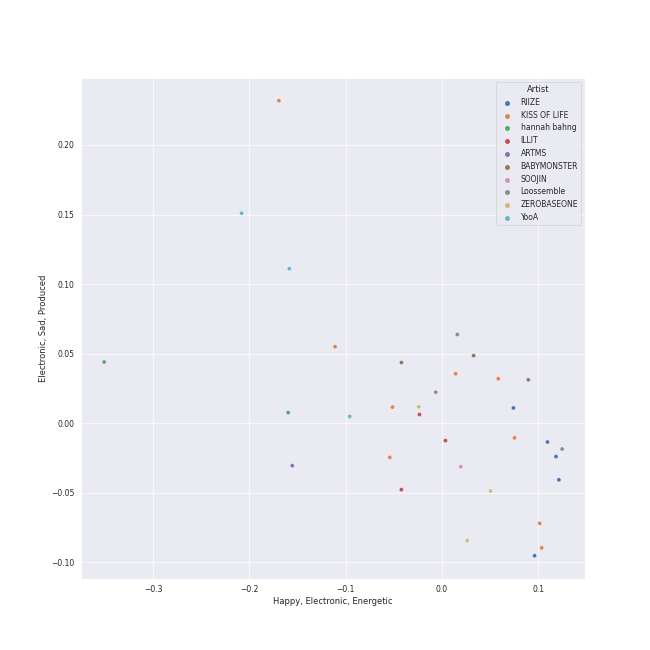 Artist
RIIZE
KISS OF LIFE
hannah bahng
ILLIT
ARTMS
BABYMONSTER
SOOJIN
Loossemble
ZEROBASEONE
YooA
Electronic, Sad, Produced
0.20
0.15
0.10
0.05
0.00
−0.05
−0.10
−0.3
−0.2
−0.1
0.0
0.1
Happy, Electronic, Energetic